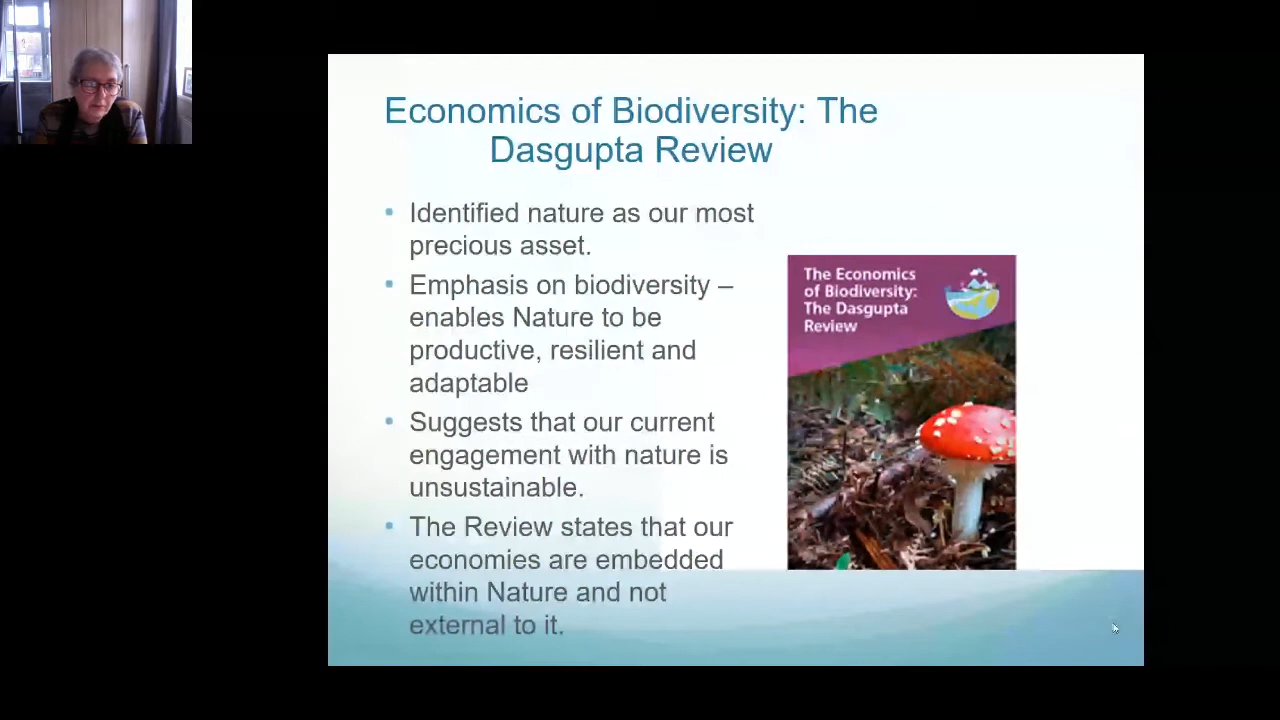 Economics of Biodiversity: The
Dasgupta Review
• Identified nature as our most
precious asset.
• Emphasis on biodiversity –
enables Nature to be
productive, resilient and
adaptable
• Suggests that our current
engagement with nature is
unsustainable.
• The Review states that our
economies are embedded
within Nature and not
external to it.
The Economics
of Biodiversity:
The Dasgupta
Review